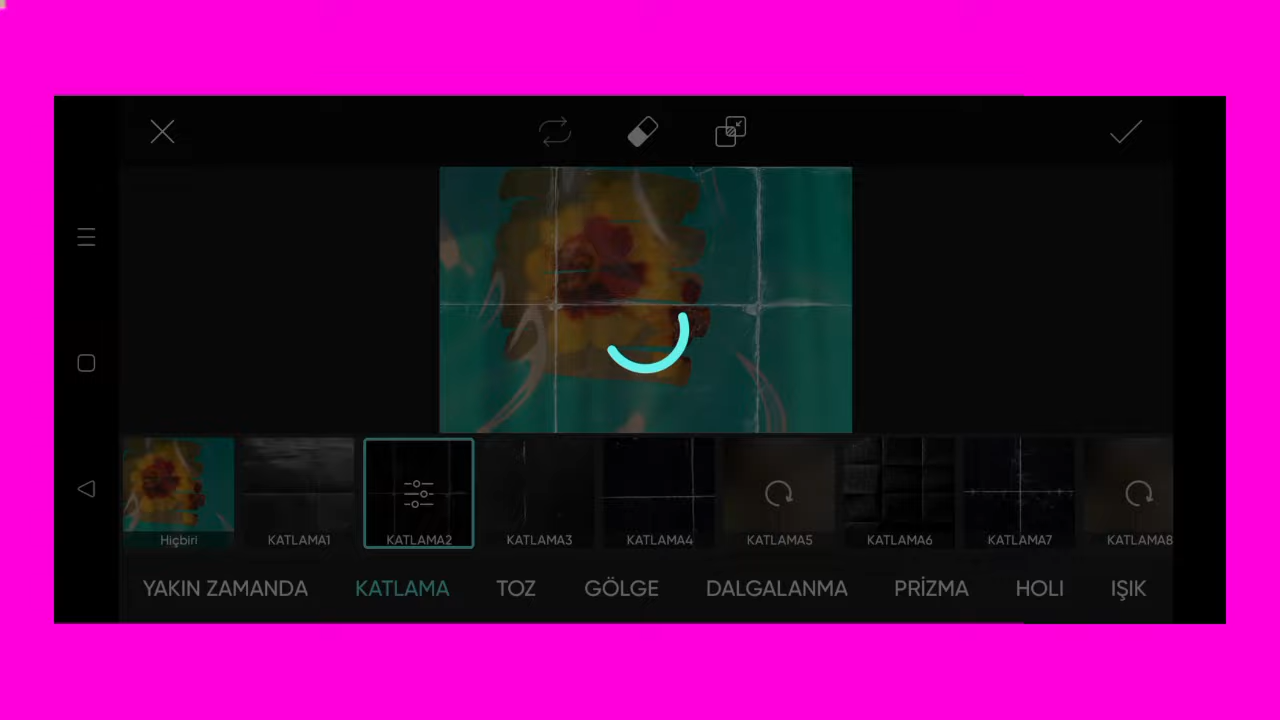 Hiçbiri KATLAMA1 KATLAMA2 KATLAMA3 KATLAMA4 KATLAMA5 KATLAMA6 KATLAMA7 KATLAMA8
YAKIN ZAMANDA KATLAMA TOZ GÖLGE DALGALANMA PRİZMA HOLI IŞIK